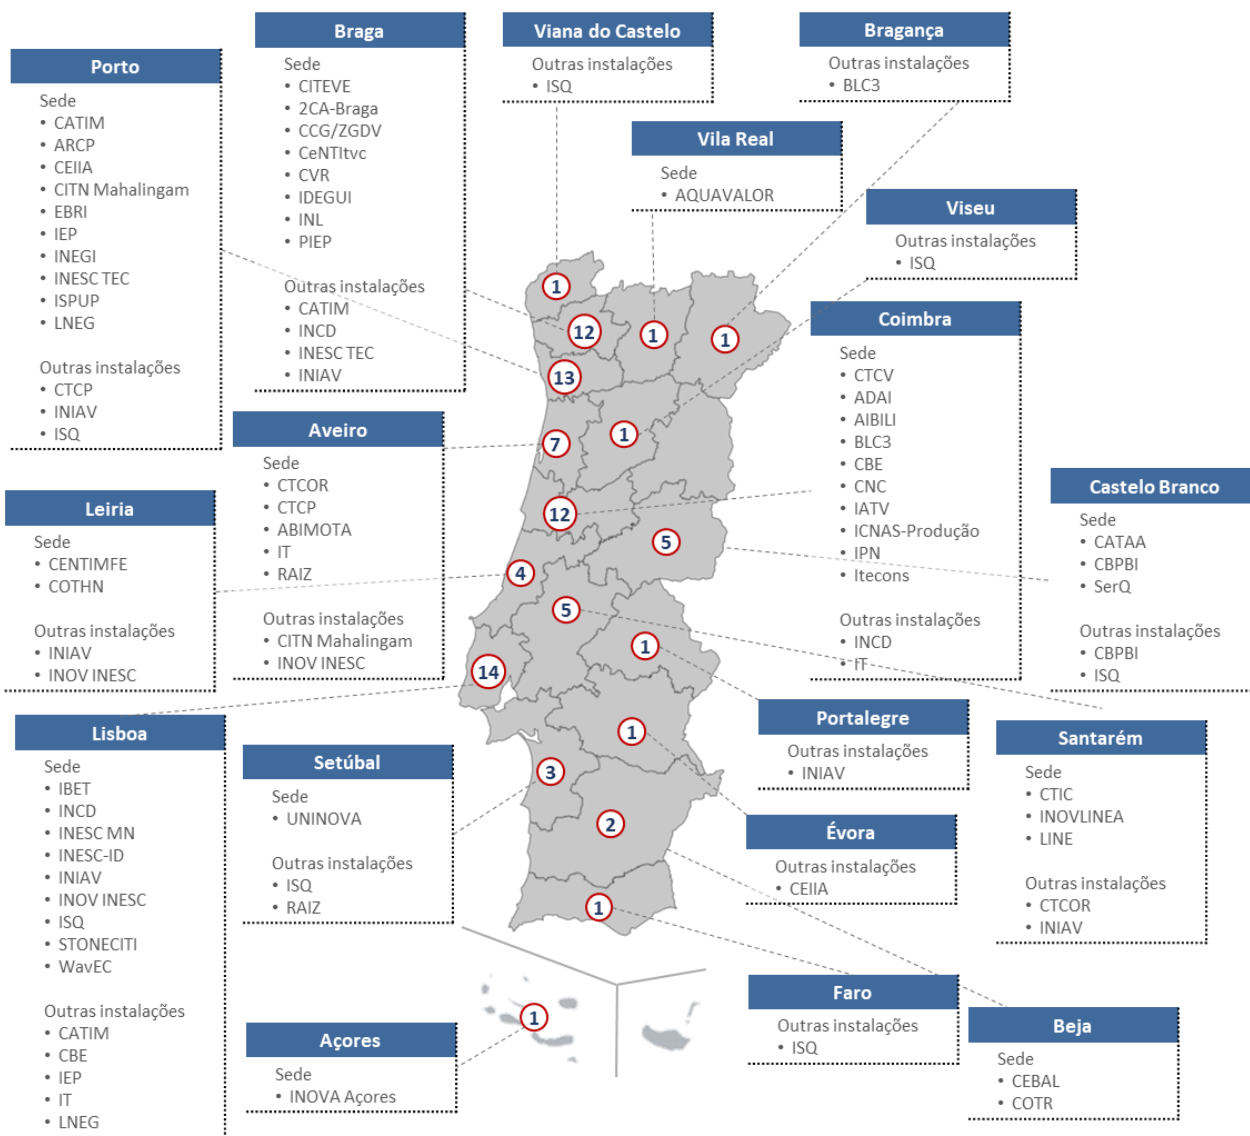 Porto
Sede
• CATIM
• ARCP
• CEIIA
• CITN Mahalingam
• EBRI
• IEP
• INEGI
• INESC TEC
• ISPUP
• LNEG
Outras instalações
• CTCP
• INIAV
• ISQ
Braga
Sede
• CITEVE
• 2CA-Braga
• CCG/ZGDV
• CeNTItvc
• CVR
• IDEGUI
• INL
• PIEP
Outras instalações
• CATIM
• INCD
• INESC TEC
• INIAV
Viana do Castelo
Outras instalações
• ISQ
Bragança
Outras instalações
• BLC3
Vila Real
Sede
• AQUAVALOR
Viseu
Outras instalações
• ISQ
Coimbra
Sede
• CTCV
• ADAI
• AIBILI
• BLC3
• CBE
• CNC
• IATV
• ICNAS-Produção
• IPN
• Itecons
Outras instalações
• INCD
• IT
Aveiro
Sede
• CTCOR
• CTCP
• ABIMOTA
• IT
• RAIZ
Outras instalações
• CITN Mahalingam
• INOV INESC
Leiria
Sede
• CENTIMFE
• COTHN
Outras instalações
• INIAV
• INOV INESC
Castelo Branco
Sede
• CATAA
• CBPBI
• SerQ
Outras instalações
• CBPBI
• ISQ
1
12
1
1
13
7
1
12
5
4
5
1
14
1
3
2
1
1
Lisboa
Sede
• IBET
• INCD
• INESC MN
• INESC-ID
• INIAV
• INOV INESC
• ISQ
• STONECITI
• WavEC
Outras instalações
• CATIM
• CBE
• IEP
• IT
• LNEG
Setúbal
Sede
• UNINOVA
Outras instalações
• ISQ
• RAIZ
Portalegre
Outras instalações
• INIAV
Santarém
Sede
• CTIC
• INOVLINEA
• LINE
Outras instalações
• CTCOR
• INIAV
Évora
Outras instalações
• CEIIA
Açores
Sede
• INOVA Açores
Faro
Outras instalações
• ISQ
Beja
Sede
• CEBAL
• COTR